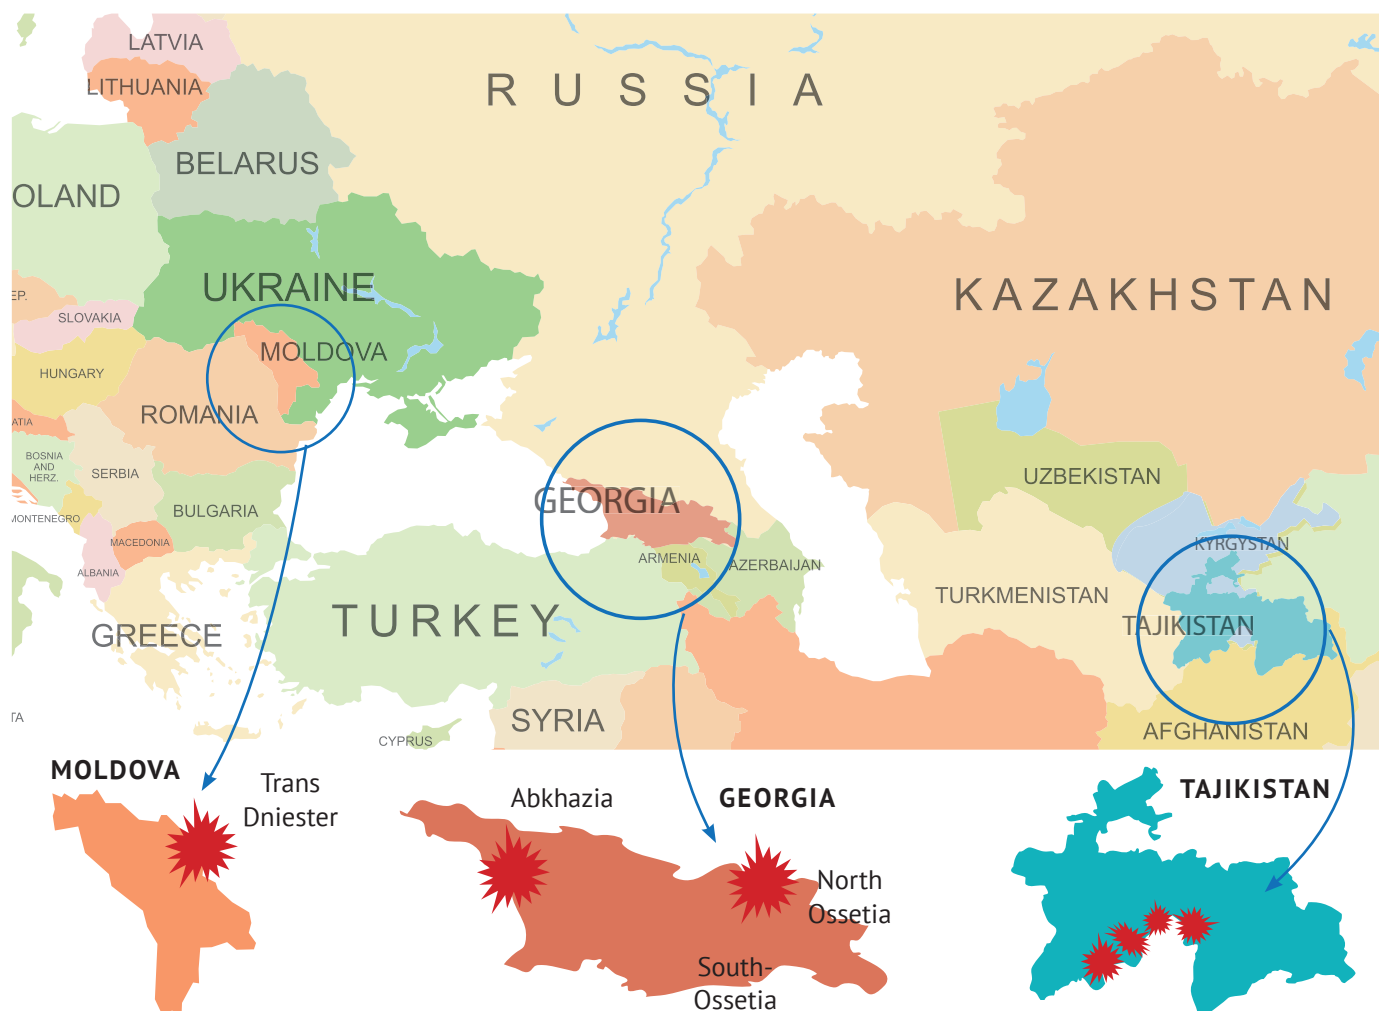 LATVIA
LITHUANIA
RUSSIA
BELARUS
OLAND
UKRAINE
EP.
SLOVAKIA
MOLDOVA
HUNGARY
ROMANIA
KAZAKHSTAN
ATIA
BOSNIA
AND
HERZ.
SERBIA
BULGARIA
MONTENEGRO
MACEDONIA
ALBANIA
GREECE
GEORGIA
ARMENIA
AZERBAIJAN
TURKEY
UZBEKISTAN
KYRGYSTAN
TURKMENISTAN
TAJIKISTAN
TA
CYPRUS
SYRIA
AFGHANISTAN
MOLDOVA
Trans
Dniester
Abkhazia
GEORGIA
North
Ossetia
South-
Ossetia
TAJIKISTAN